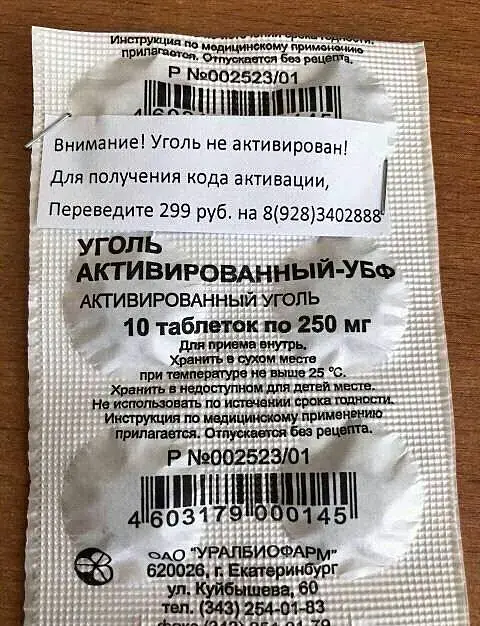 Инструкция по медицинскому применению
прилагается. Отпускается без рецепта.
Р №002523/01
Внимание! Уголь не активирован!
Для получения кода активации,
Переведите 299 руб. на 8(928)3402888
УГОЛЬ
АКТИВИРОВАННЫЙ-УБФ
АКТИВИРОВАННЫЙ УГОЛЬ
10 таблеток по 250 мг
Для приема внутрь.
Хранить в сухом месте
при температуре не выше 25 °С.
Хранить в недоступном для детей месте.
Не использовать по истечении срока годности.
Инструкция по медицинскому применению
прилагается. Отпускается без рецепта.
Р №002523/01
4 603179 000145
ОАО "УРАЛБИОФАРМ"
620026, г. Екатеринбург
ул. Куйбышева, 60
тел. (343) 254-01-83